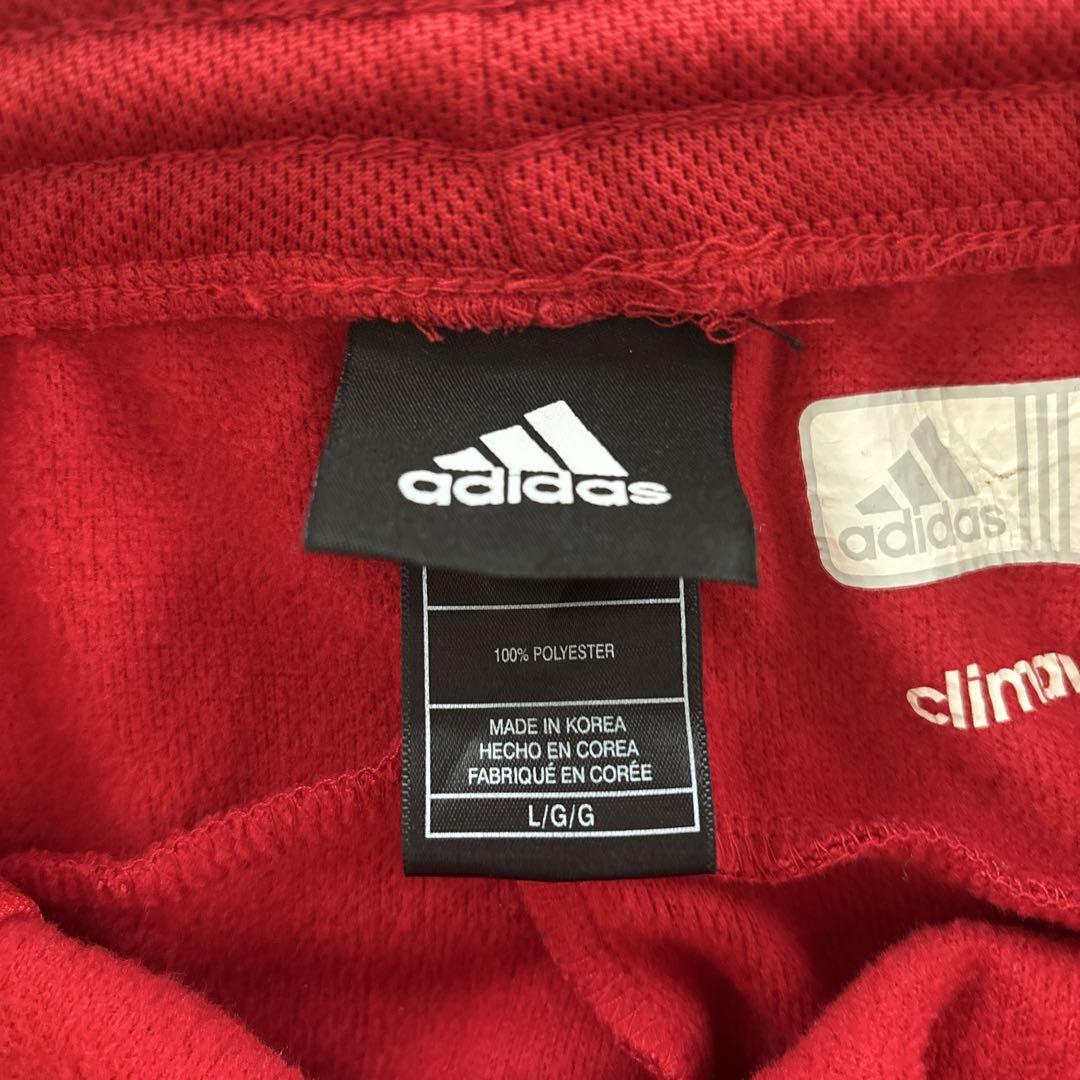 adidas
100% POLYESTER
MADE IN KOREA
HECHO EN COREA
FABRIQUÉ EN CORÉE
L/G/G
adidas